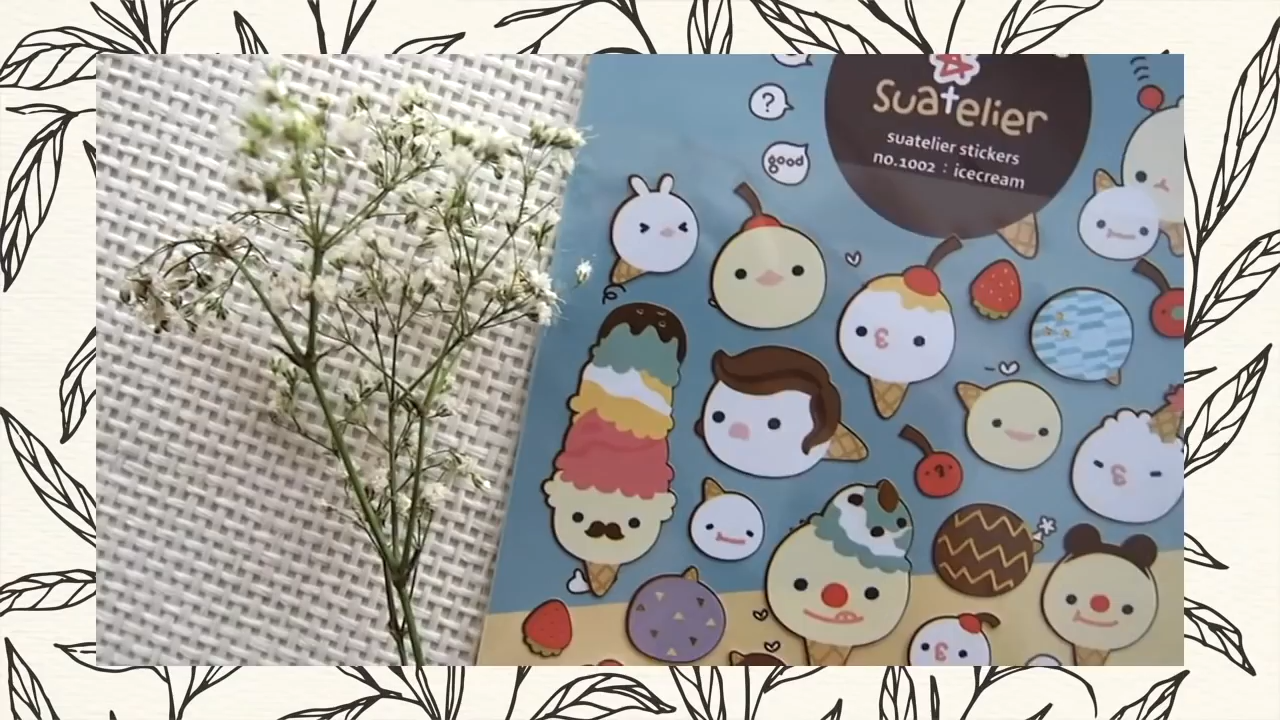 ?
good
suatelier
suatelier stickers
no.1002 : icecream